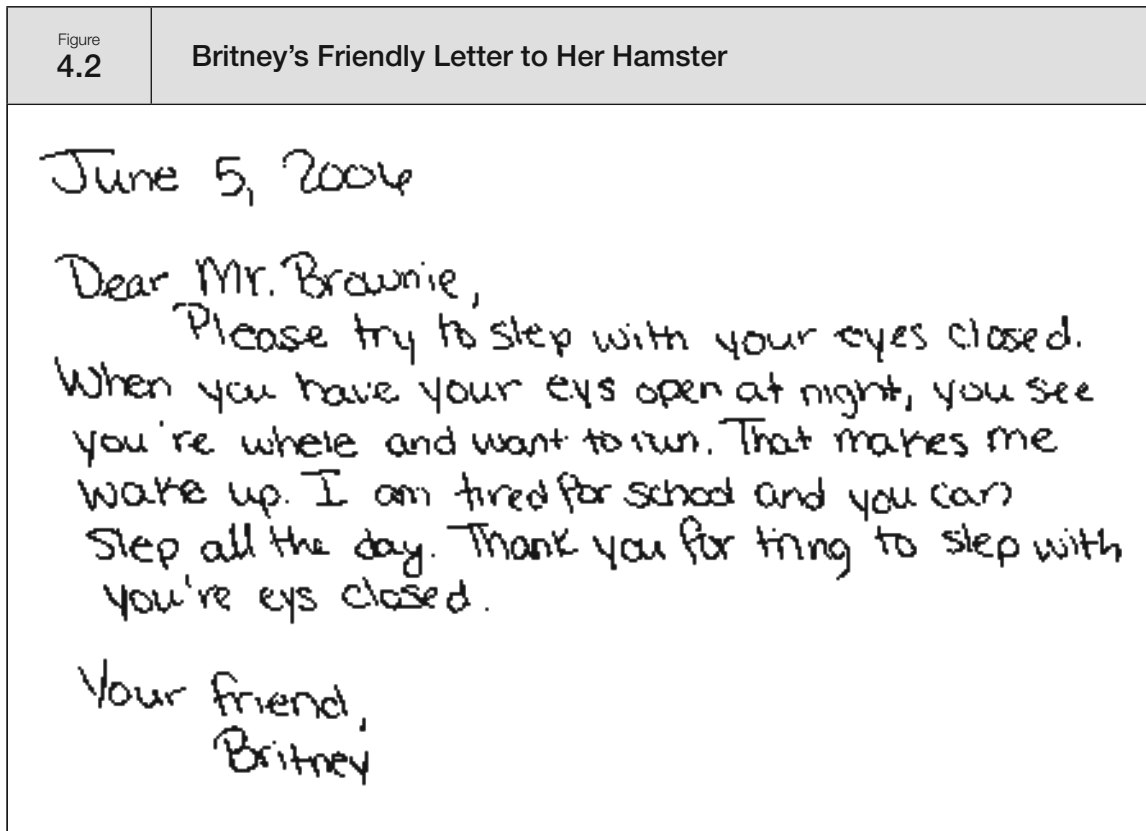 Figure
4.2
Britney’s Friendly Letter to Her Hamster
June 5, 2006
Dear Mr. Brownie,
Please try to slep with your eyes closed.
When you have your eys open at night, you see
you're whele and want to run. That makes me
wake up. I am tired for school and you can
slep all the day. Thank you for tring to slep with
you're eys closed.
Your friend,
Britney